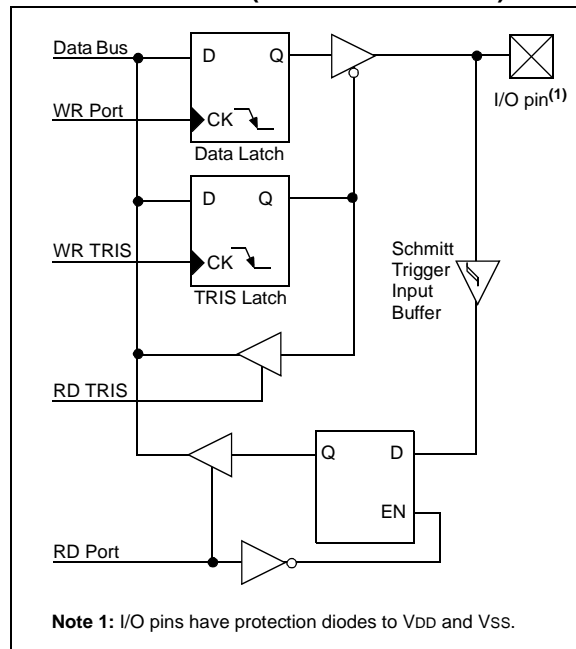 Data Bus
D Q
WR Port
CK
Data Latch
I/O pin(1)
D Q
WR TRIS
CK
TRIS Latch
Schmitt
Trigger
Input
Buffer
RD TRIS
Q D
EN
RD Port
Note 1: I/O pins have protection diodes to VDD and VSS.